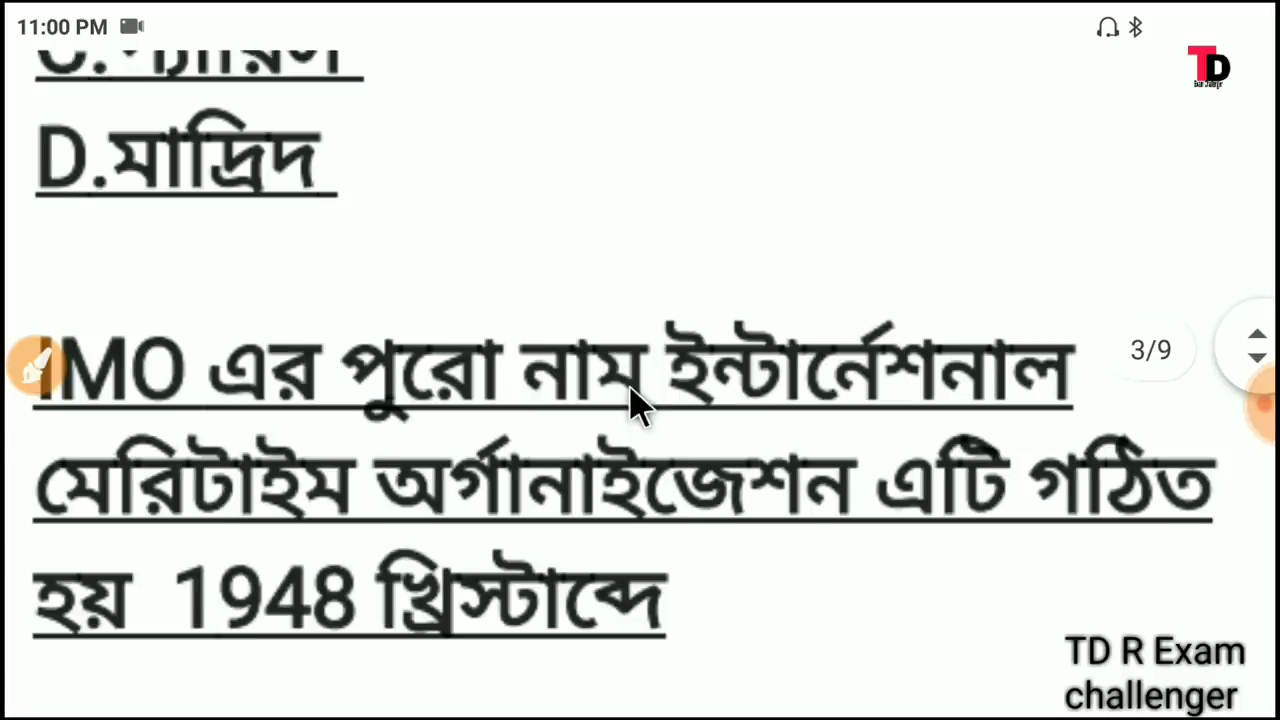 11:00 PM
TD
D.মাদ্রিদ
IMO এর পুরো নাম ইন্টার্নেশনাল
3/9
মেরিটাইম অর্গানাইজেশন এটি গঠিত
হয় 1948 খ্রিস্টাব্দে
TD R Exam
challenger